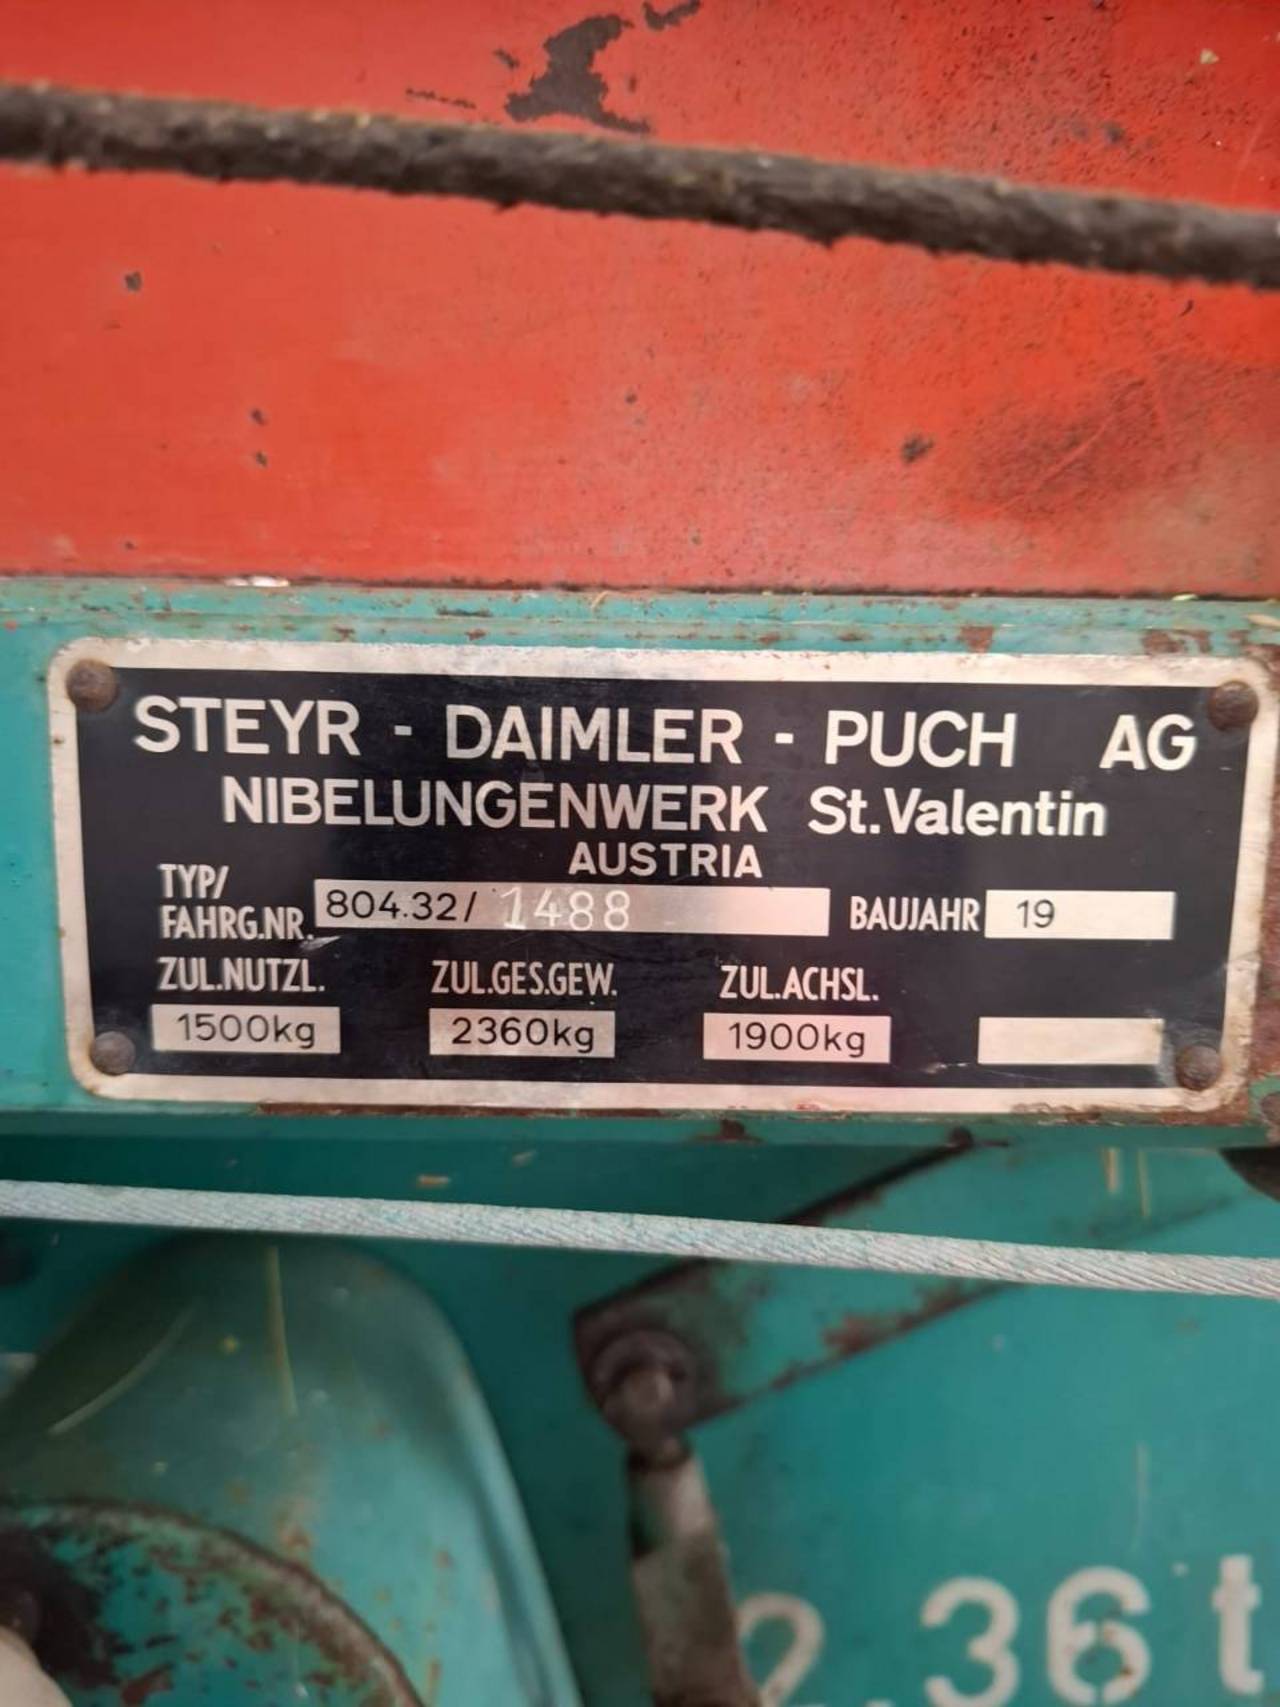 STEYR - DAIMLER - PUCH AG
NIBELUNGENWERK St. Valentin
AUSTRIA
TYP/
FAHRG.NR. 804.32/ 1488 BAUJAHR 19
ZUL.NUTZL. ZUL.GES.GEW. ZUL.ACHSL.
1500kg 2360kg 1900kg
2.36 t